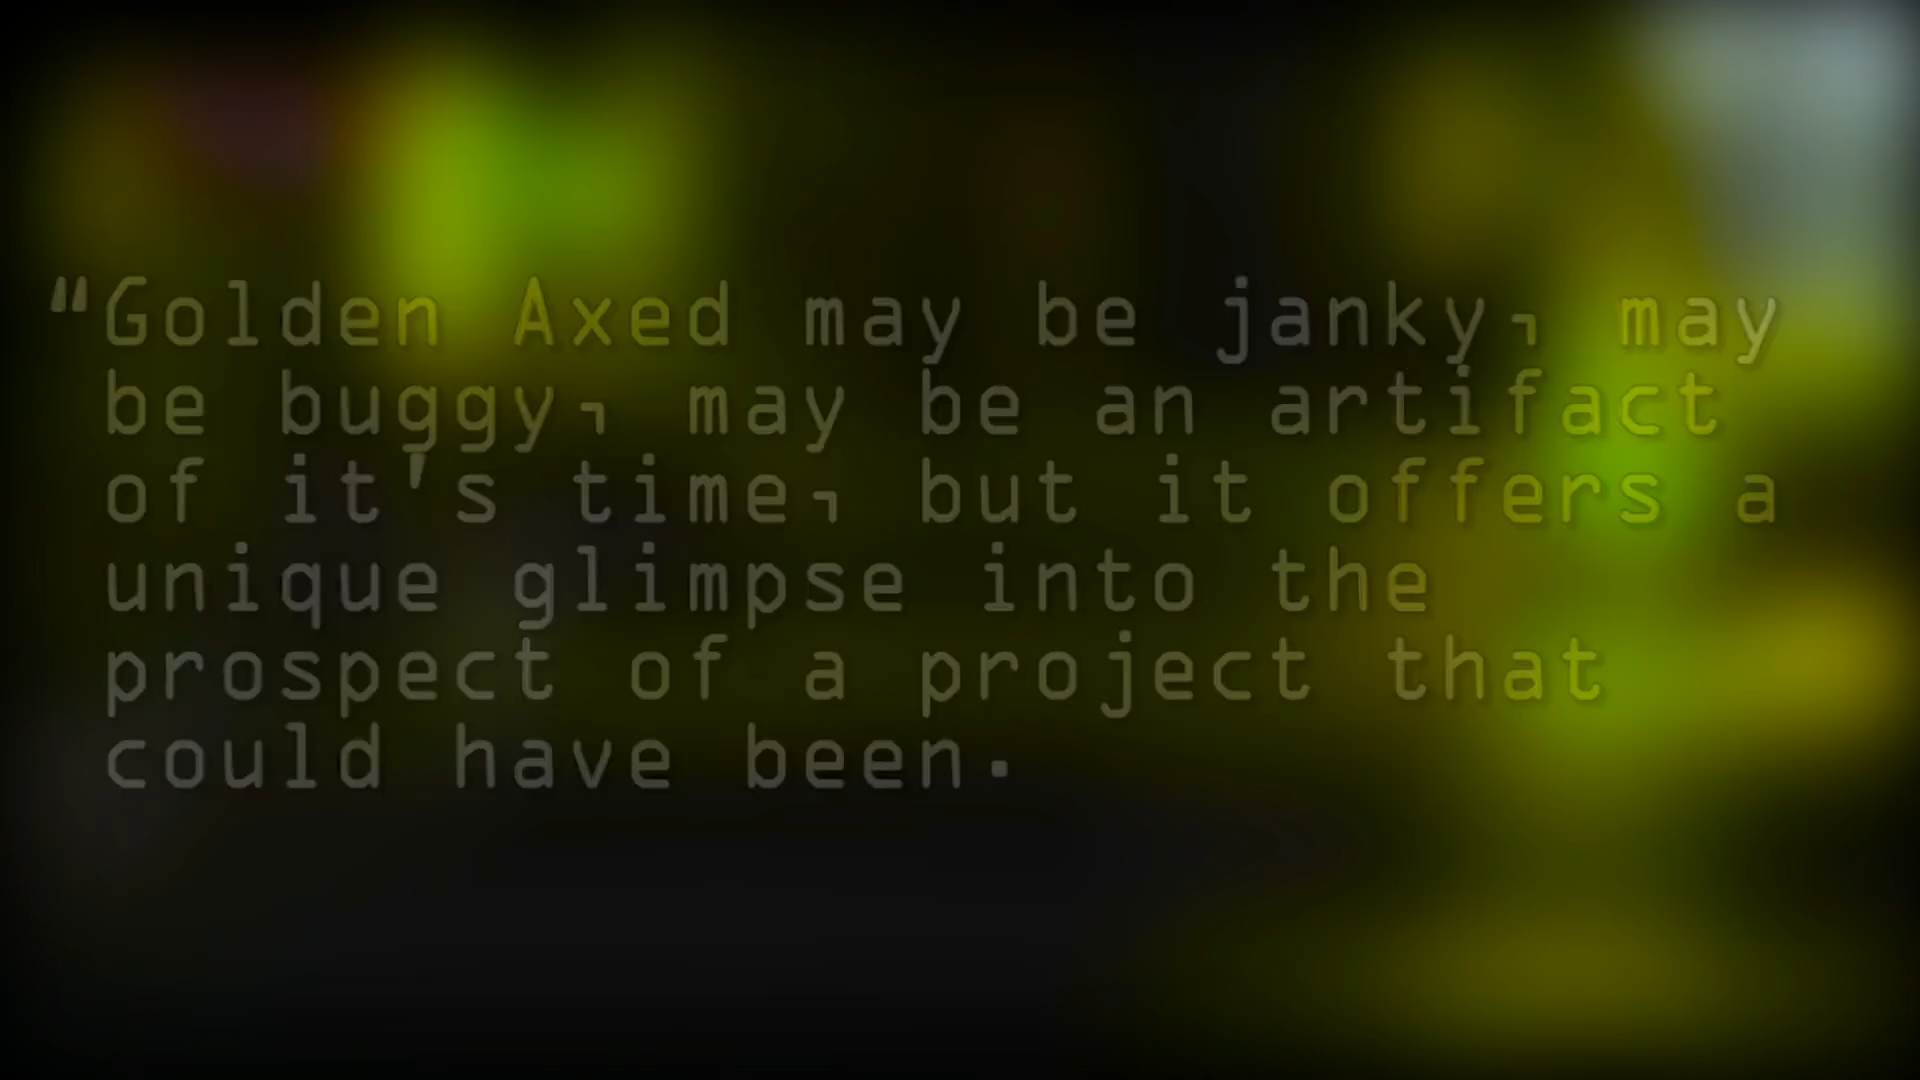 “Golden Axed may be janky, may
be buggy, may be an artifact
of it's time, but it offers a
unique glimpse into the
prospect of a project that
could have been.